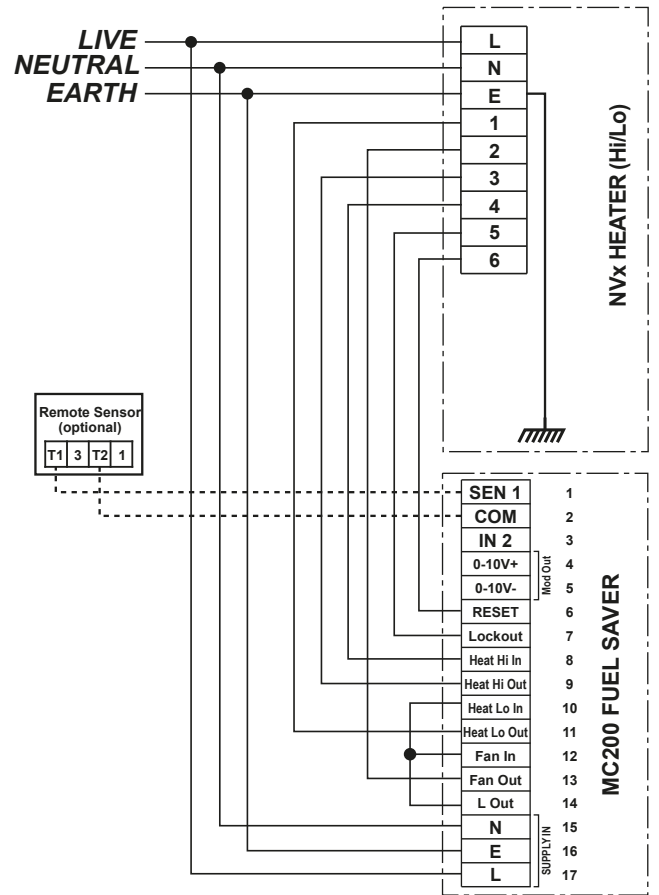 LIVE
NEUTRAL
EARTH
L
N
E
1
2
3
4
5
6
NVx HEATER (Hi/Lo)
Remote Sensor
(optional)
T1 3 T2 1
SEN 1 1
COM 2
IN 2 3
0-10V+ 4
0-10V- 5
Mod Out
RESET 6
Lockout 7
Heat Hi In 8
Heat Hi Out 9
Heat Lo In 10
Heat Lo Out 11
Fan In 12
Fan Out 13
L Out 14
N 15
E 16
L 17
SUPPLY IN
MC200 FUEL SAVER